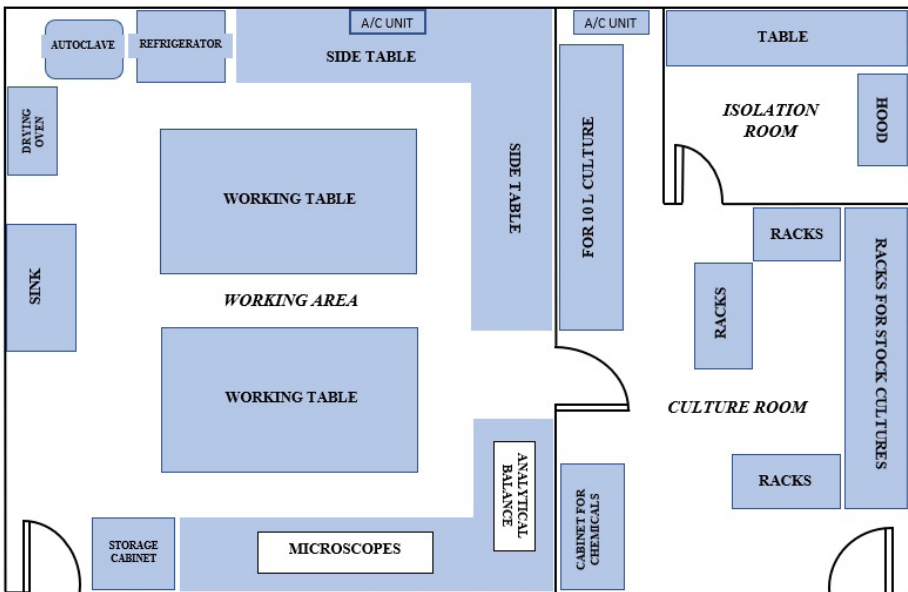 A/C UNIT
A/C UNIT
AUTOCLAVE
REFRIGERATOR
SIDE TABLE
TABLE
DRYING
OVEN
ISOLATION
ROOM
HOOD
WORKING TABLE
SIDE TABLE
FOR 10 L CULTURE
RACKS
RACKS FOR STOCK CULTURES
SINK
WORKING AREA
RACKS
WORKING TABLE
CULTURE ROOM
ANALYTICAL
BALANCE
RACKS
CABINET FOR
CHEMICALS
STORAGE
CABINET
MICROSCOPES